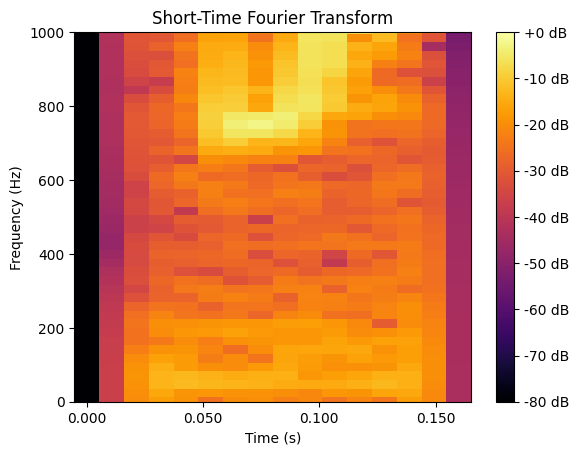 Short-Time Fourier Transform
1000
800
600
400
200
0
Frequency (Hz)
0.000
0.050
0.100
0.150
Time (s)
+0 dB
-10 dB
-20 dB
-30 dB
-40 dB
-50 dB
-60 dB
-70 dB
-80 dB